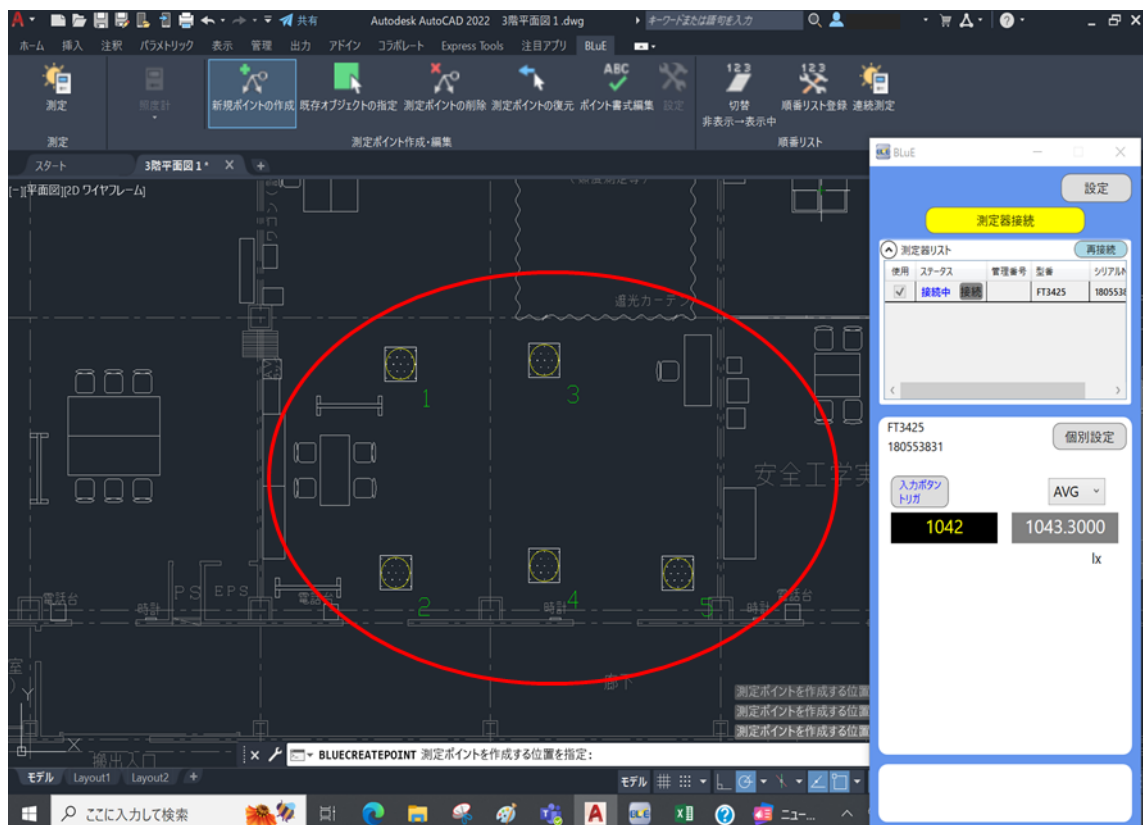 共有
Autodesk AutoCAD 2022 3階平面図1.dwg
キーワードまたは語句を入力
ホーム 挿入 注釈 パラメトリック 表示 管理 出力 アドイン コラボレート Express Tools 注目アプリ BLuE
測定
照度計
新規ポイントの作成
既存オブジェクトの指定
測定ポイントの削除
測定ポイントの復元
ABC
ポイント書式編集
設定
123
切替
非表示→表示中
123
順番リスト登録
連続測定
測定
測定ポイント作成・編集
順番リスト
スタート
3階平面図1*
[-][平面図][2D ワイヤフレーム]
遮光カーテン
1
3
安全工学実
2
4
5
PS
EPS
電話台
電話台
時計
時計
時計
電話台
室
廊下
Y
X
搬出入口
測定ポイントを作成する位置
測定ポイントを作成する位置
測定ポイントを作成する位置
BLUECREATEPOINT 測定ポイントを作成する位置を指定:
モデル Layout1 Layout2 +
モデル
ここに入力して検索
A
BLuE
ニュー...
BLuE
設定
測定器接続
測定器リスト
再接続
使用 ステータス 管理番号 型番 シリアルN
接続中 接続 FT3425 1805538
FT3425
180553831
個別設定
入力ボタン
トリガ
AVG
1042
1043.3000
lx